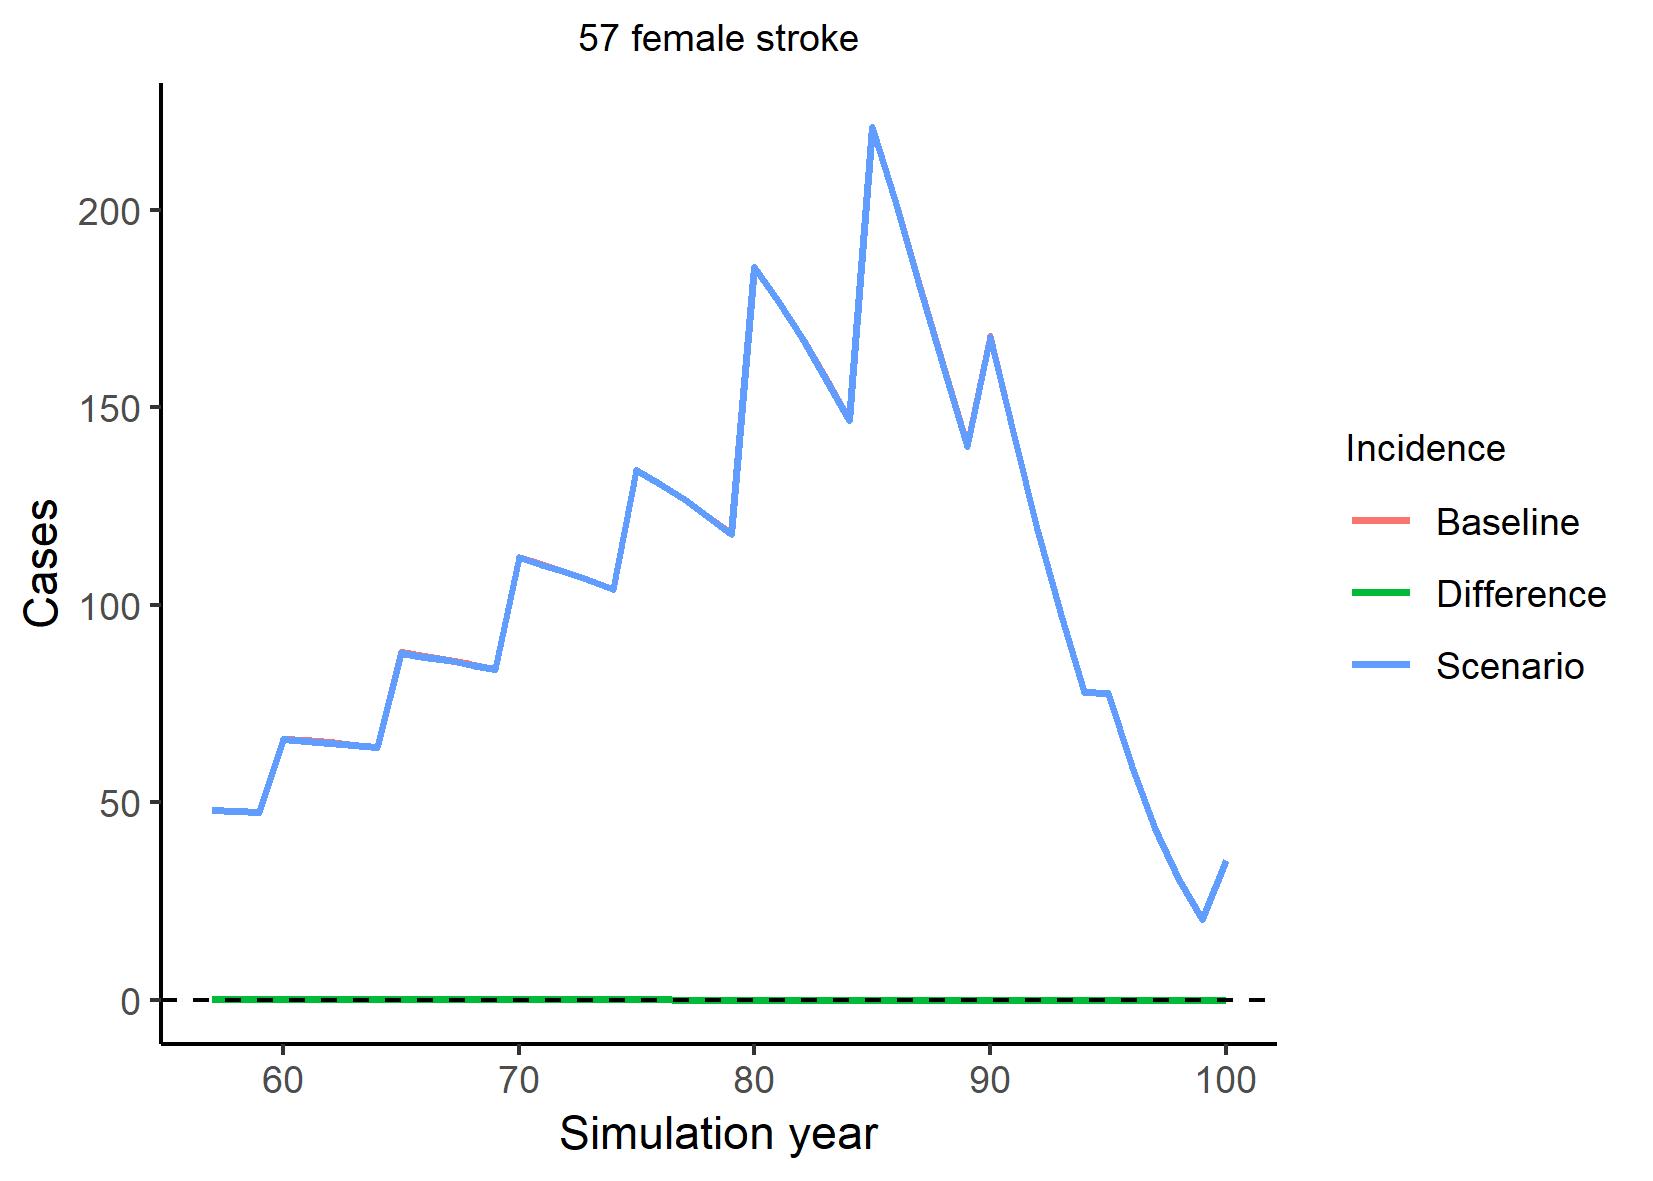 57 female stroke
Cases
200
150
100
50
0
60 70 80 90 100
Simulation year
Incidence
Baseline
Difference
Scenario